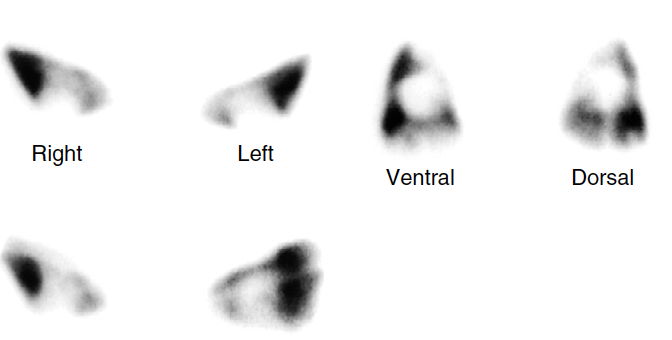 Right
Left
Ventral
Dorsal